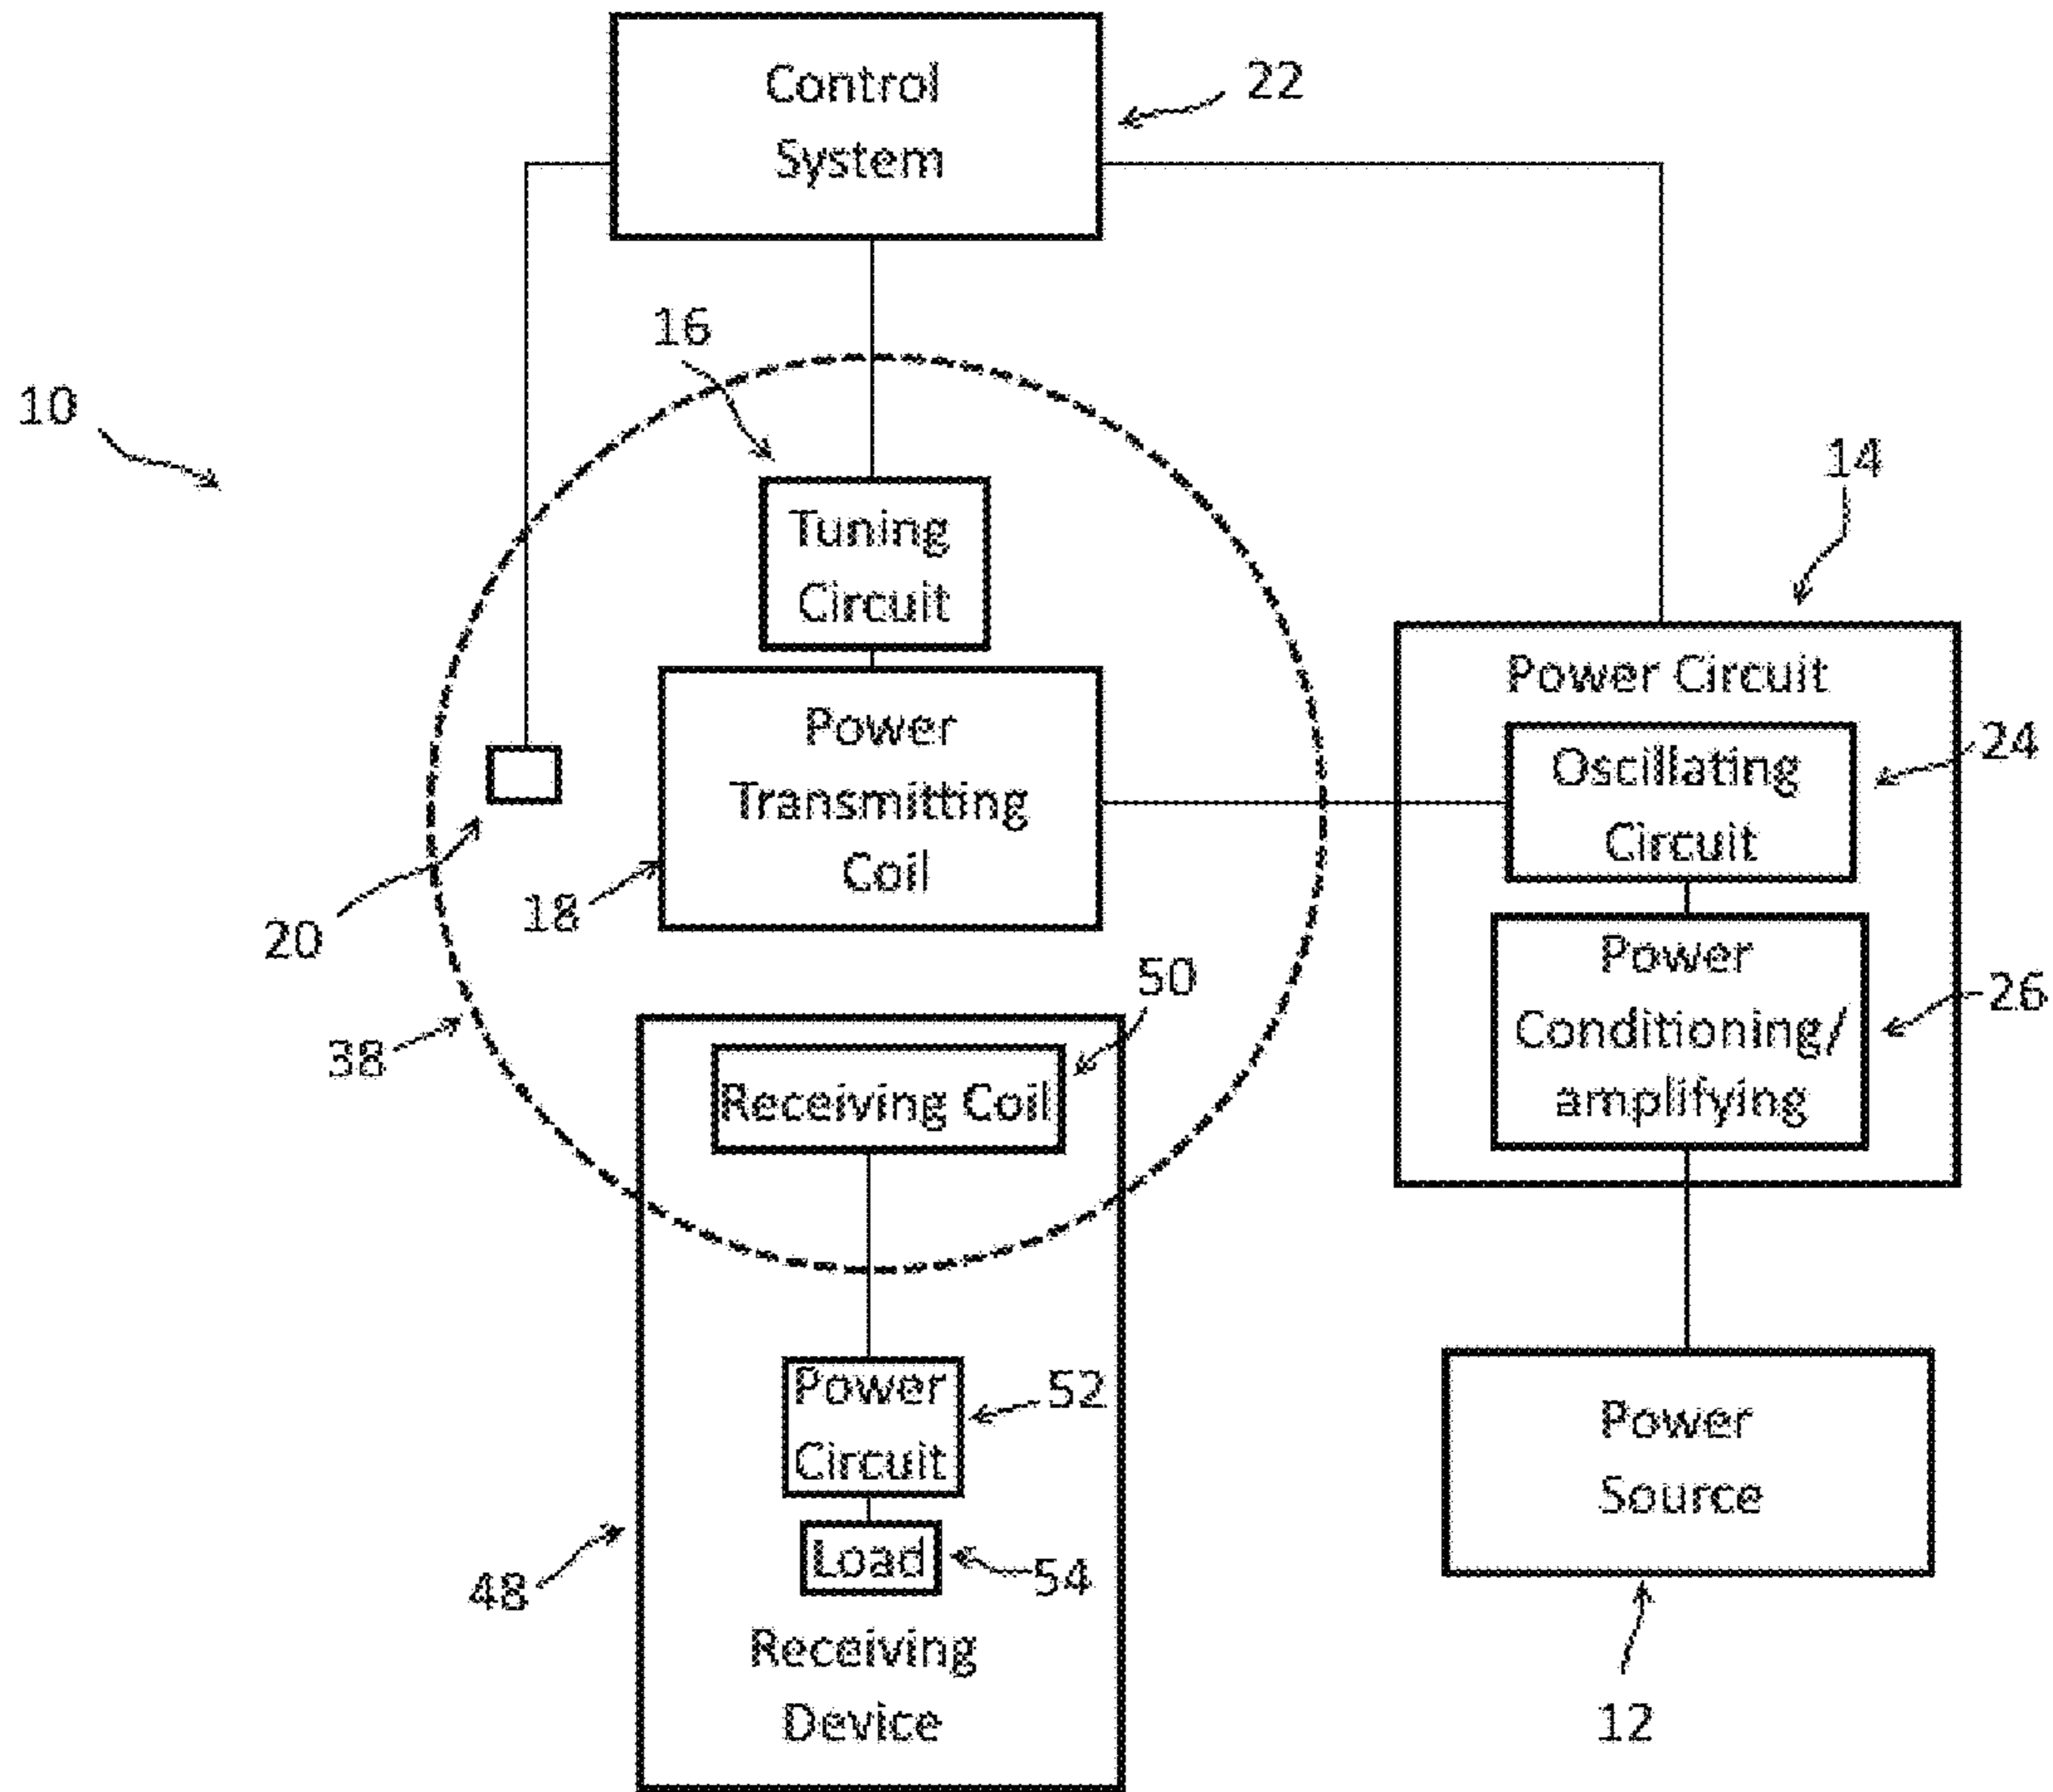 Control
System
22
16
10
Tuning
Circuit
14
Power Circuit
Power
Transmitting
Coil
Oscillating
Circuit
24
20
18
Power
Conditioning/
amplifying
26
50
38
Receiving Coil
Power
Circuit
52
Power
Source
Load
54
48
Receiving
Device
12